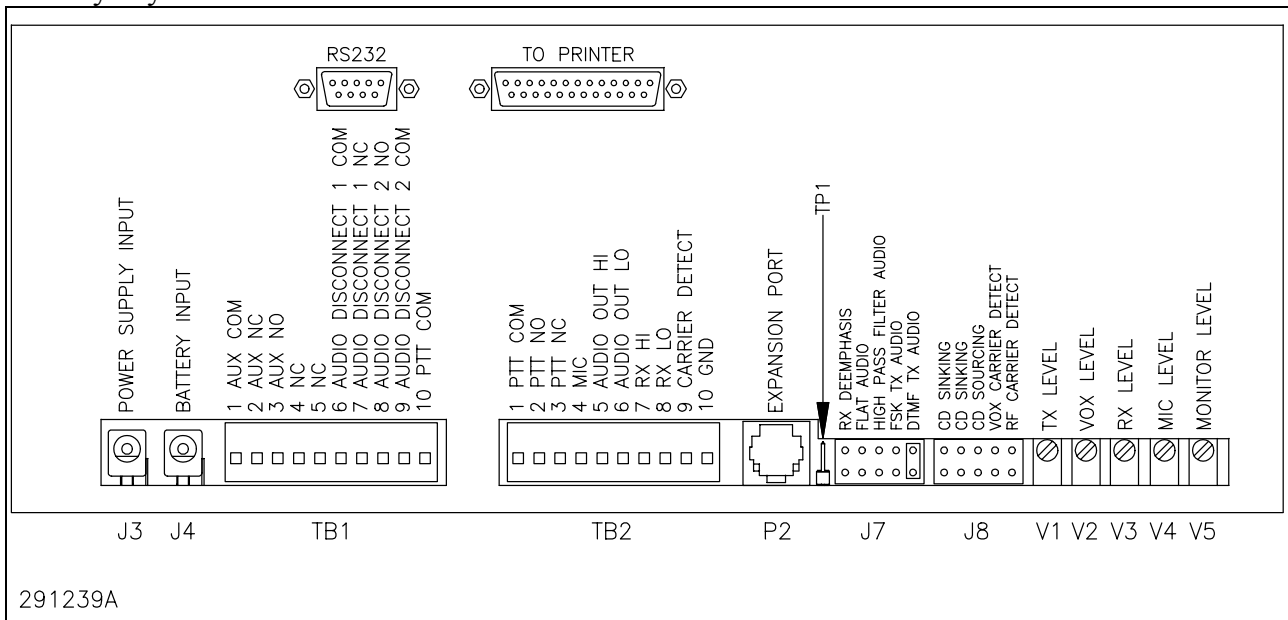 RS232
TO PRINTER
POWER SUPPLY INPUT
BATTERY INPUT
1 AUX COM
2 AUX NC
3 AUX NO
4 NC
5 NC
6 AUDIO DISCONNECT 1 COM
7 AUDIO DISCONNECT 1 NC
8 AUDIO DISCONNECT 2 NO
9 AUDIO DISCONNECT 2 COM
10 PTT COM
1 PTT COM
2 PTT NO
3 PTT NC
4 MIC
5 AUDIO OUT HI
6 AUDIO OUT LO
7 RX HI
8 RX LO
9 CARRIER DETECT
10 GND
EXPANSION PORT
TP1
RX DEEMPHASIS
FLAT AUDIO
HIGH PASS FILTER AUDIO
FSK TX AUDIO
DTMF TX AUDIO
CD SINKING
CD SINKING
CD SOURCING
VOX CARRIER DETECT
RF CARRIER DETECT
TX LEVEL
VOX LEVEL
RX LEVEL
MIC LEVEL
MONITOR LEVEL
J3 J4 TB1 TB2 P2 J7 J8 V1 V2 V3 V4 V5
291239A